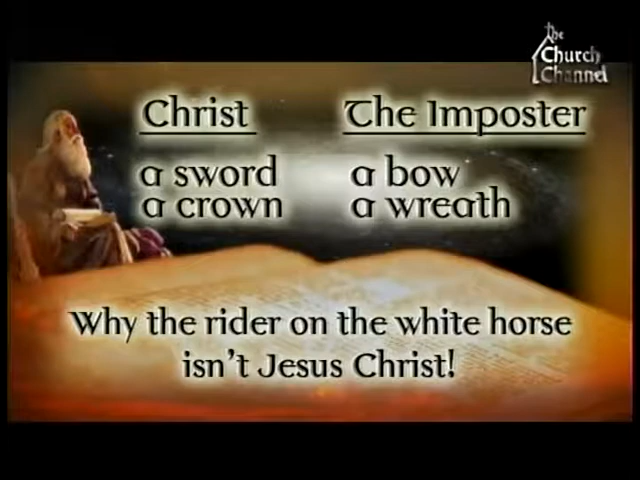 the
Church
Channel
Christ
The Imposter
a sword
a bow
a crown
a wreath
Why the rider on the white horse
isn't Jesus Christ!